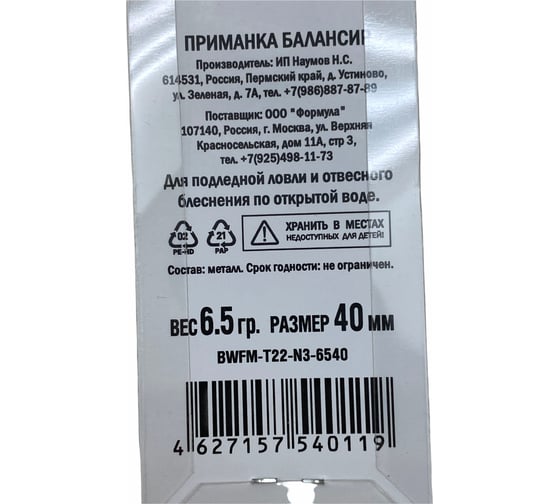 ПРИМАНКА БАЛАНСИР
Производитель: ИП Наумов Н.С.
614531, Россия, Пермский край, д. Устиново,
ул. Зеленая, д. 7А, тел. +7(986)887-87-89
Поставщик: ООО "Формула"
107140, Россия, г. Москва, ул. Верхняя
Красносельская, дом 11А, стр 3,
тел. +7(925)498-11-73
Для подледной ловли и отвесного
блеснения по открытой воде.
02
PE-HD
21
PAP
ХРАНИТЬ В МЕСТАХ
НЕДОСТУПНЫХ ДЛЯ ДЕТЕЙ!
Состав: металл. Срок годности: не ограничен.
ВЕС 6.5 гр. РАЗМЕР 40 ММ
BWFM-T22-N3-6540
4 627157 540119